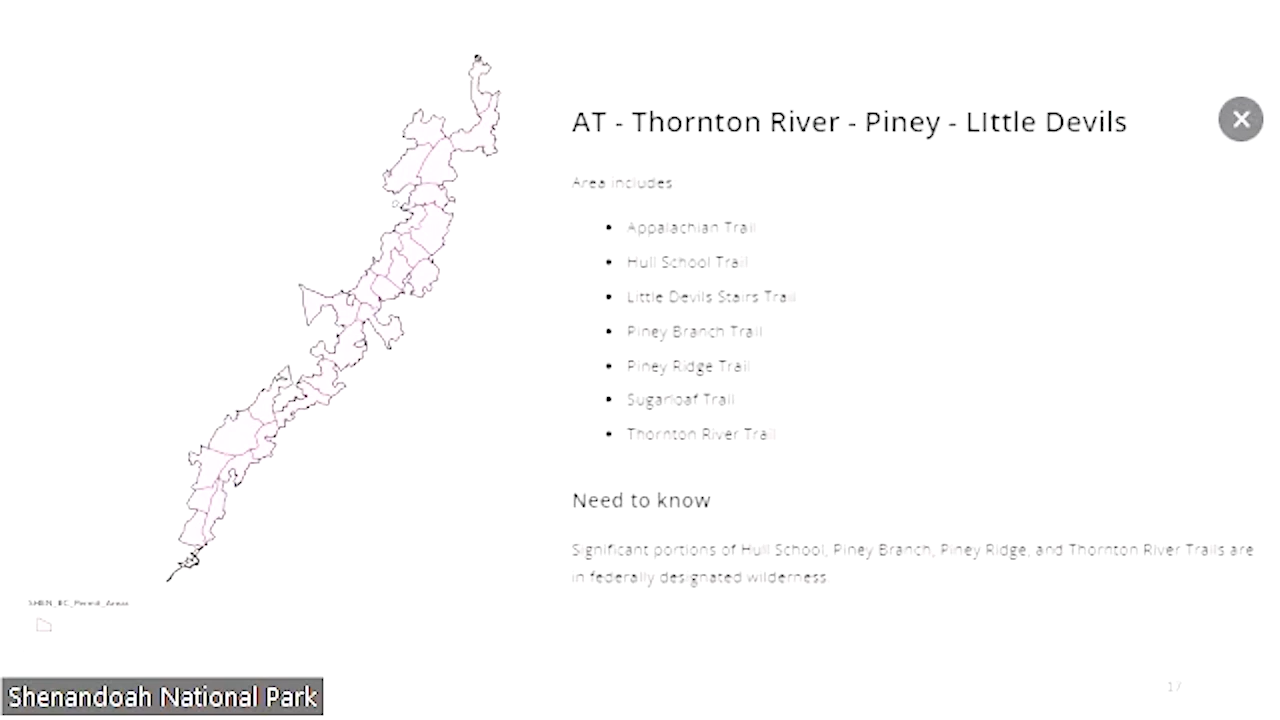 AT - Thornton River - Piney - LIttle Devils
Area includes
• Appalachian Trail
• Hull School Trail
• Little Devils Stairs Trail
• Piney Branch Trail
• Piney Ridge Trail
• Sugarloaf Trail
• Thornton River Trail
Need to know
Significant portions of Hull School, Piney Branch, Piney Ridge, and Thornton River Trails are
in federally designated wilderness.
SHEN_BC_Permit_Areas
Shenandoah National Park
17